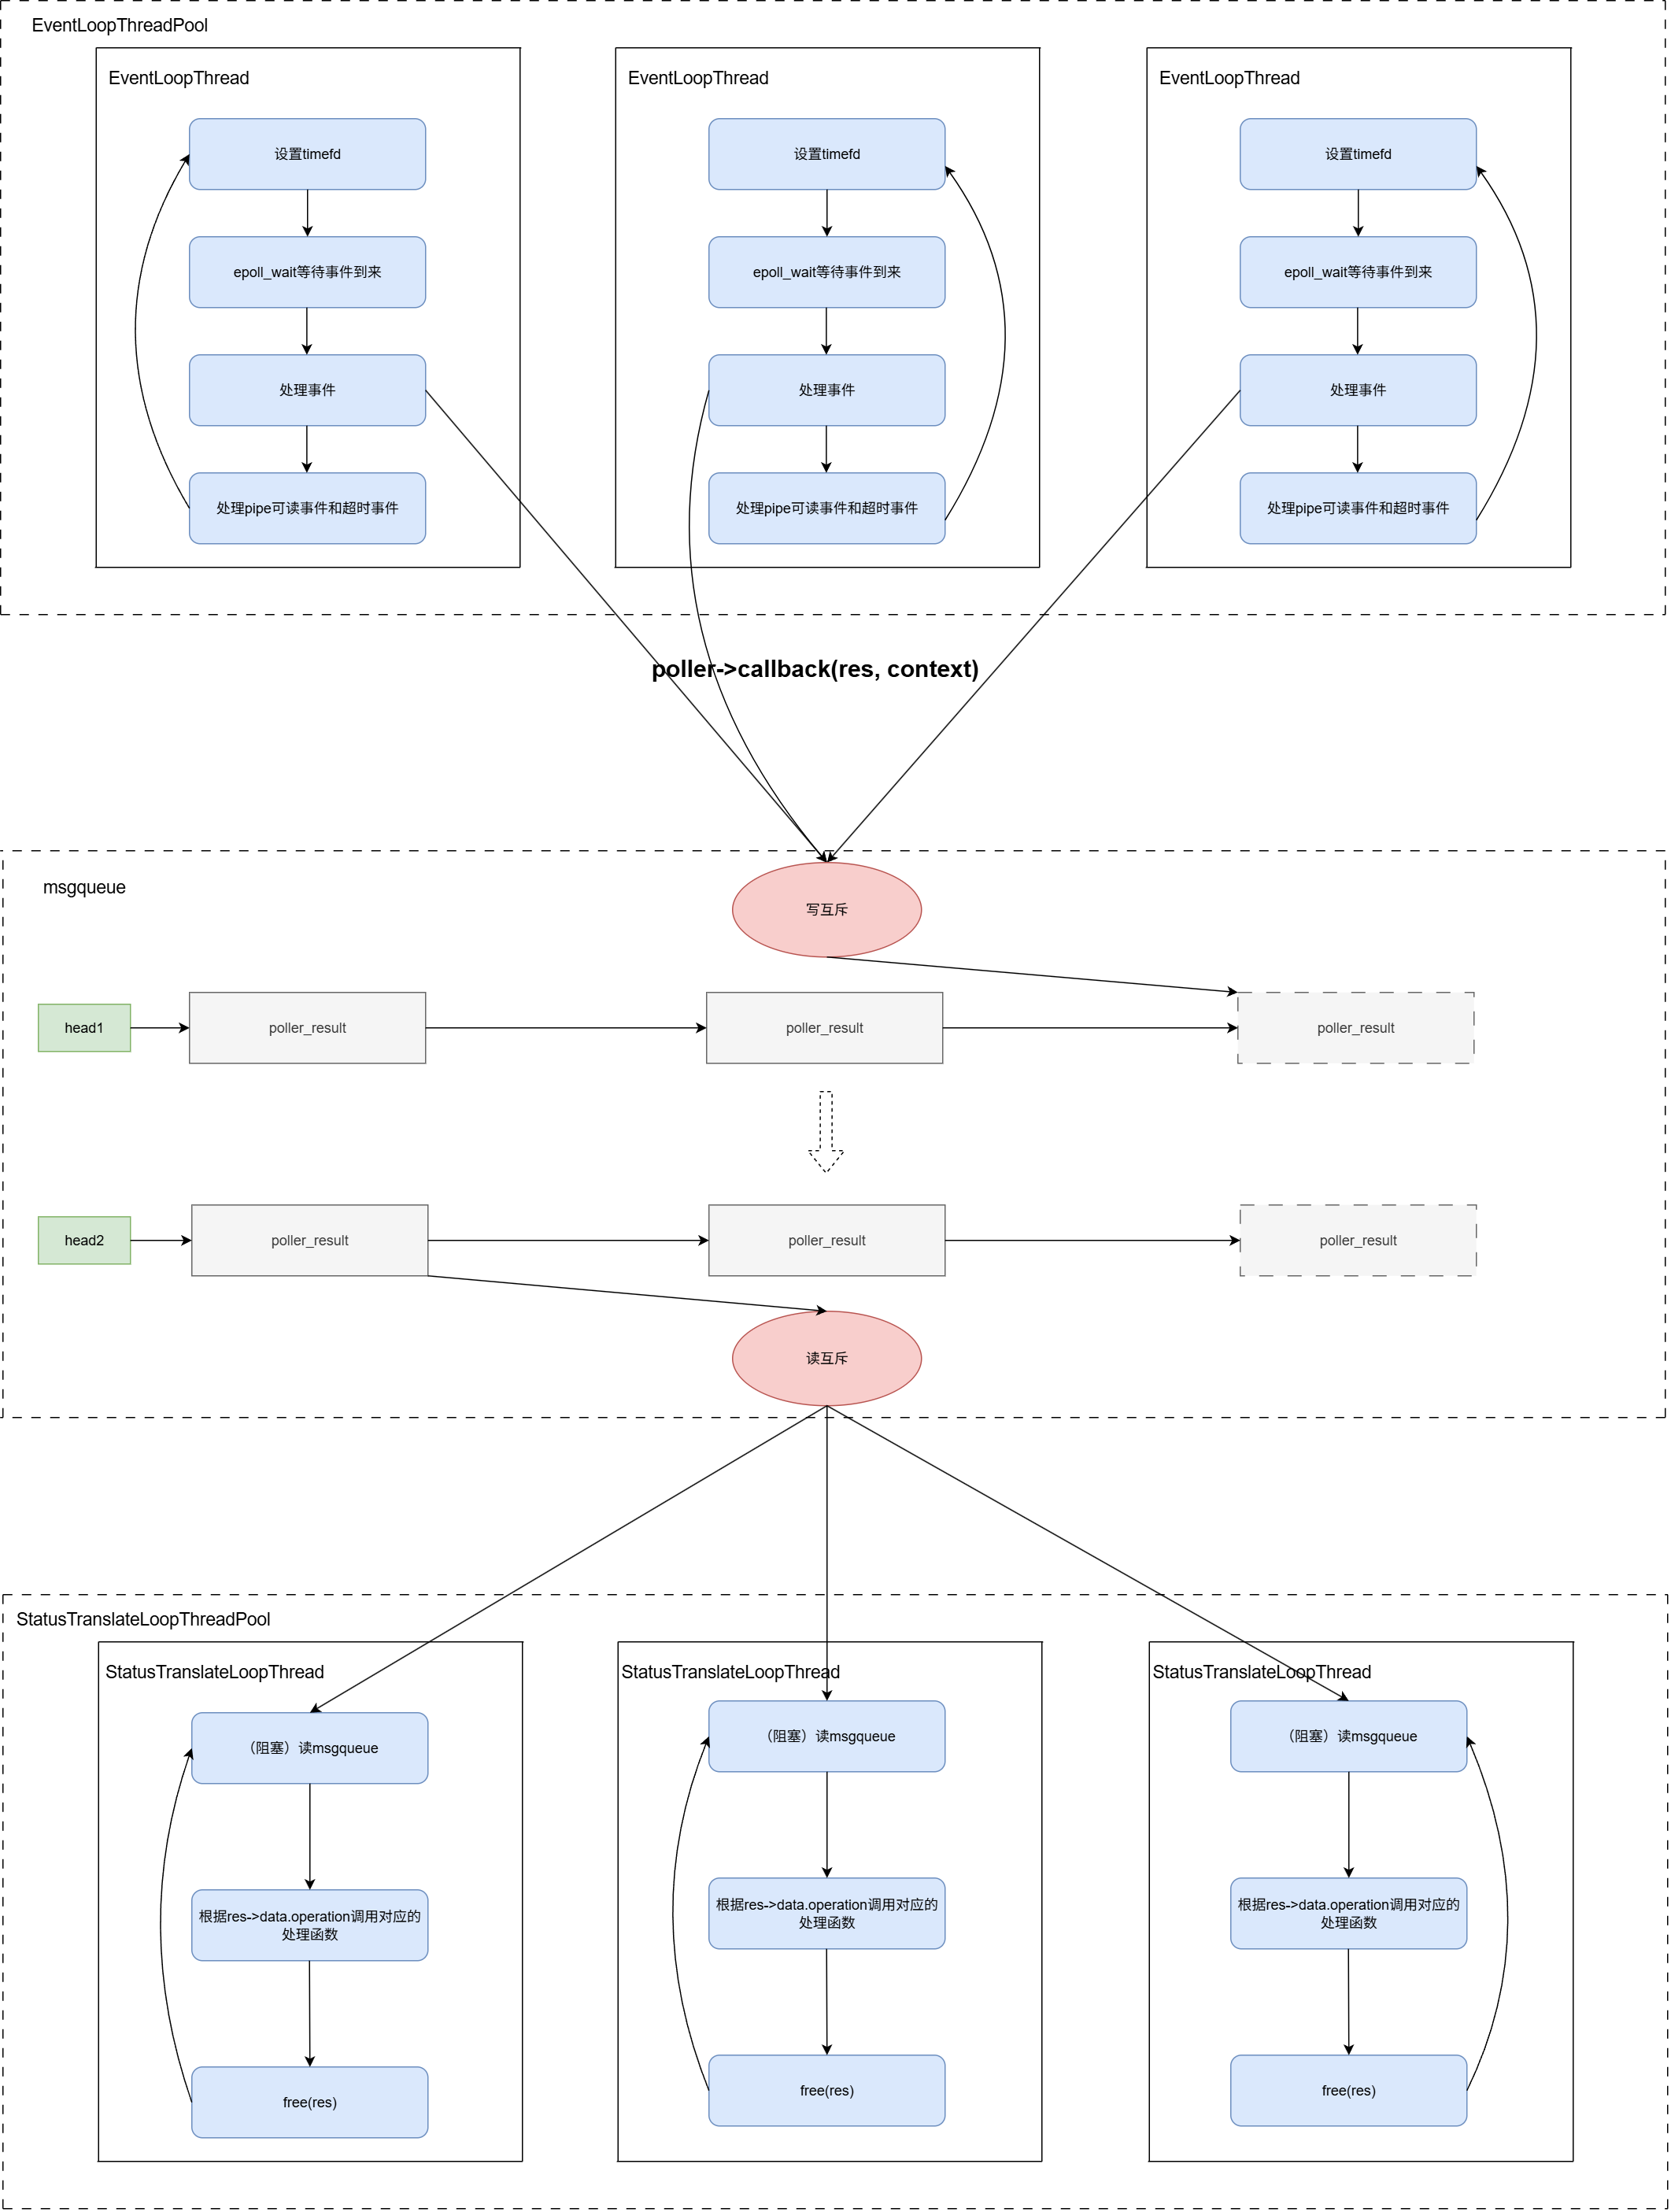 EventLoopThreadPool
EventLoopThread
EventLoopThread
EventLoopThread
设置timefd
设置timefd
设置timefd
epoll_wait等待事件到来
epoll_wait等待事件到来
epoll_wait等待事件到来
处理事件
处理事件
处理事件
处理pipe可读事件和超时事件
处理pipe可读事件和超时事件
处理pipe可读事件和超时事件
poller->callback(res, context)
msgqueue
写互斥
head1
poller_result
poller_result
poller_result
head2
poller_result
poller_result
poller_result
读互斥
StatusTranslateLoopThreadPool
StatusTranslateLoopThread
StatusTranslateLoopThread
StatusTranslateLoopThread
（阻塞）读msgqueue
（阻塞）读msgqueue
（阻塞）读msgqueue
根据res->data.operation调用对应的
处理函数
根据res->data.operation调用对应的
处理函数
根据res->data.operation调用对应的
处理函数
free(res)
free(res)
free(res)